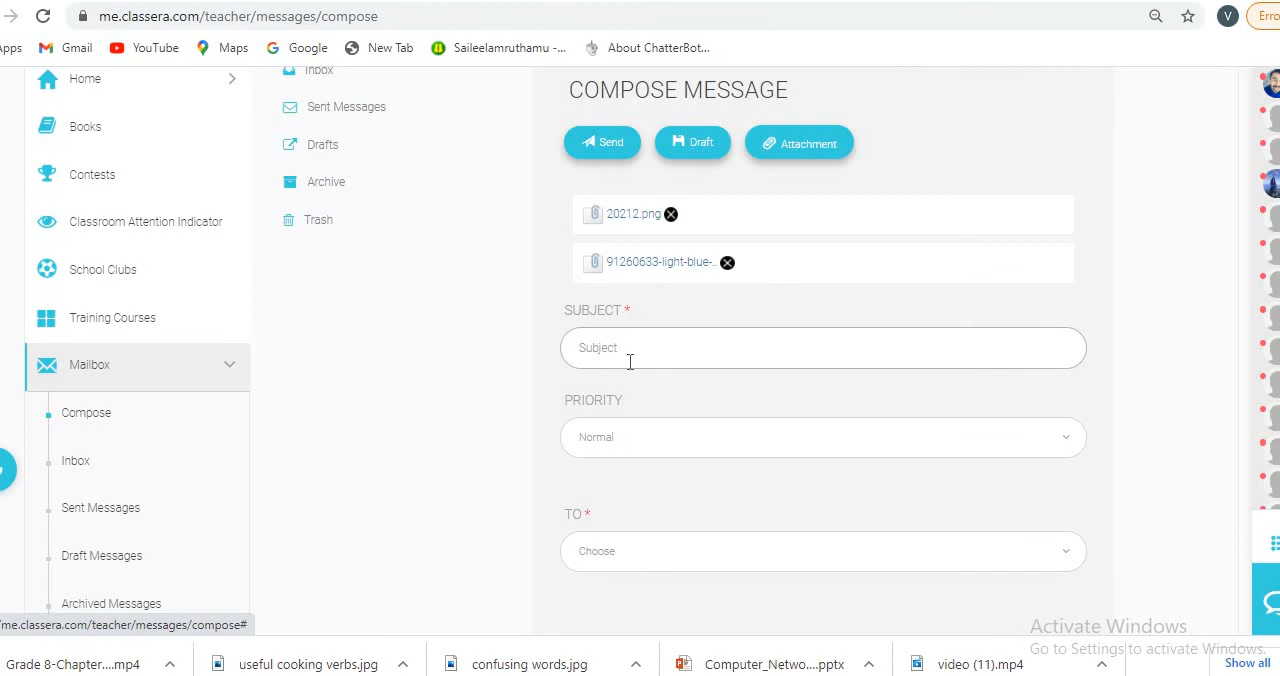 me.classera.com/teacher/messages/compose
V
Erro
pps
Gmail
YouTube
Maps
Google
New Tab
Saileelamruthamu -...
About ChatterBot...
Home
Books
Contests
Classroom Attention Indicator
School Clubs
Training Courses
Mailbox
Compose
Inbox
Sent Messages
Draft Messages
Archived Messages
Inbox
Sent Messages
Drafts
Archive
Trash
COMPOSE MESSAGE
Send
Draft
Attachment
20212.png
91260633-light-blue-..
SUBJECT *
Subject
PRIORITY
Normal
TO *
Choose
/me.classera.com/teacher/messages/compose#
Activate Windows
Go to Settings to activate Windows.
Grade 8-Chapter....mp4
useful cooking verbs.jpg
confusing words.jpg
Computer_Netwo....pptx
video (11).mp4
Show all